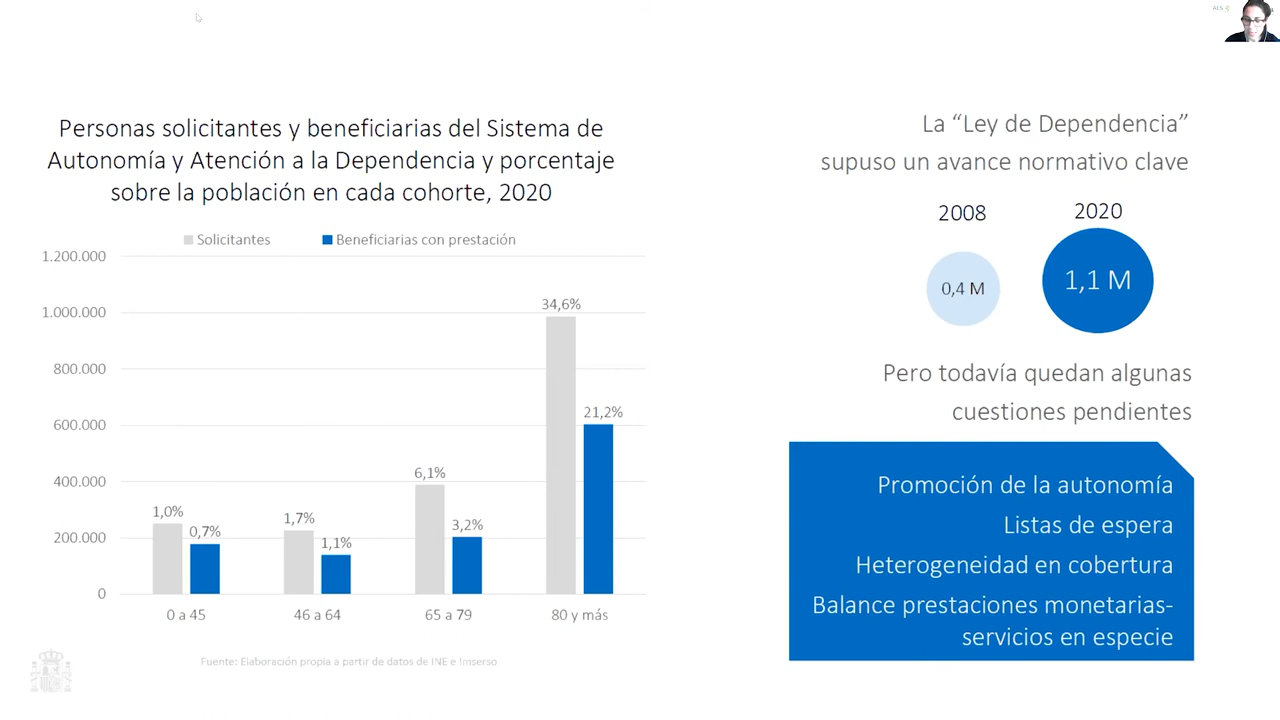 AES
Personas solicitantes y beneficiarias del Sistema de
Autonomía y Atención a la Dependencia y porcentaje
sobre la población en cada cohorte, 2020
Solicitantes
Beneficiarias con prestación
1.200.000
1.000.000
800.000
600.000
400.000
200.000
0
1,0%
0,7%
1,7%
1,1%
6,1%
3,2%
34,6%
21,2%
0 a 45
46 a 64
65 a 79
80 y más
Fuente: Elaboración propia a partir de datos de INE e Imserso
La “Ley de Dependencia”
supuso un avance normativo clave
2008
2020
0,4 M
1,1 M
Pero todavía quedan algunas
cuestiones pendientes
Promoción de la autonomía
Listas de espera
Heterogeneidad en cobertura
Balance prestaciones monetarias-
servicios en especie